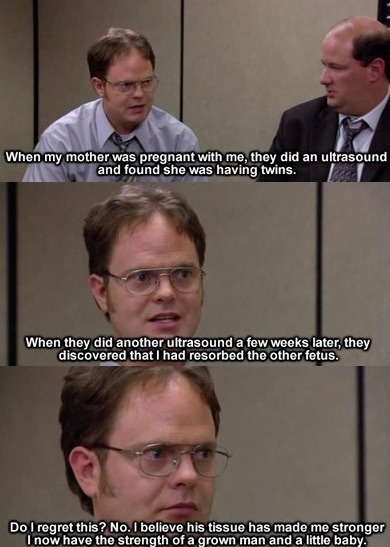 When my mother was pregnant with me, they did an ultrasound
and found she was having twins.
When they did another ultrasound a few weeks later, they
discovered that I had resorbed the other fetus.
Do I regret this? No. I believe his tissue has made me stronger
I now have the strength of a grown man and a little baby.